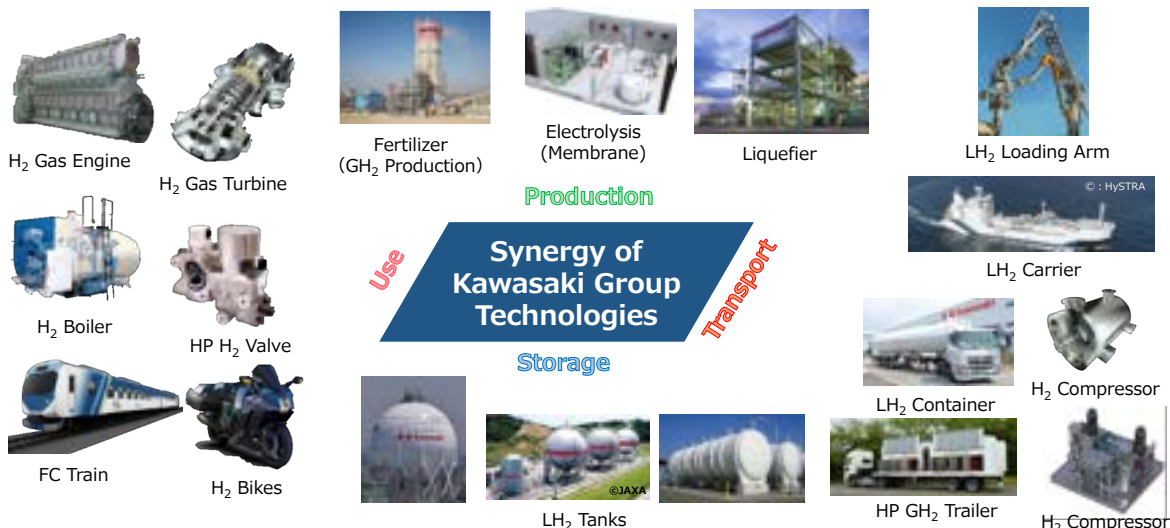 H₂ Gas Engine
H₂ Gas Turbine
H₂ Boiler
HP H₂ Valve
FC Train
H₂ Bikes
Fertilizer
(GH₂ Production)
Electrolysis
(Membrane)
Liquefier
Production
Use
Synergy of
Kawasaki Group
Technologies
Transport
Storage
©JAXA
LH₂ Tanks
LH₂ Loading Arm
© : HySTRA
LH₂ Carrier
LH₂ Container
H₂ Compressor
HP GH₂ Trailer
H₂ Compressor